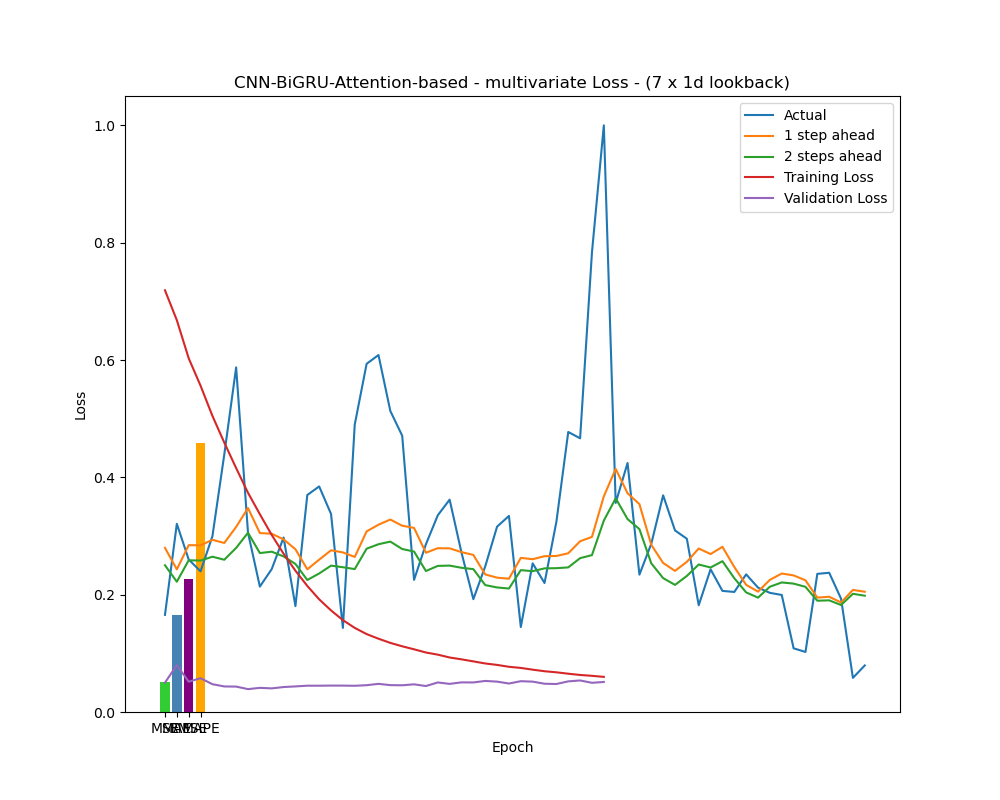 CNN-BiGRU-Attention-based - multivariate Loss - (7 x 1d lookback)
Actual
1 step ahead
2 steps ahead
Training Loss
Validation Loss
1.0
0.8
0.6
0.4
0.2
0.0
Loss
Epoch